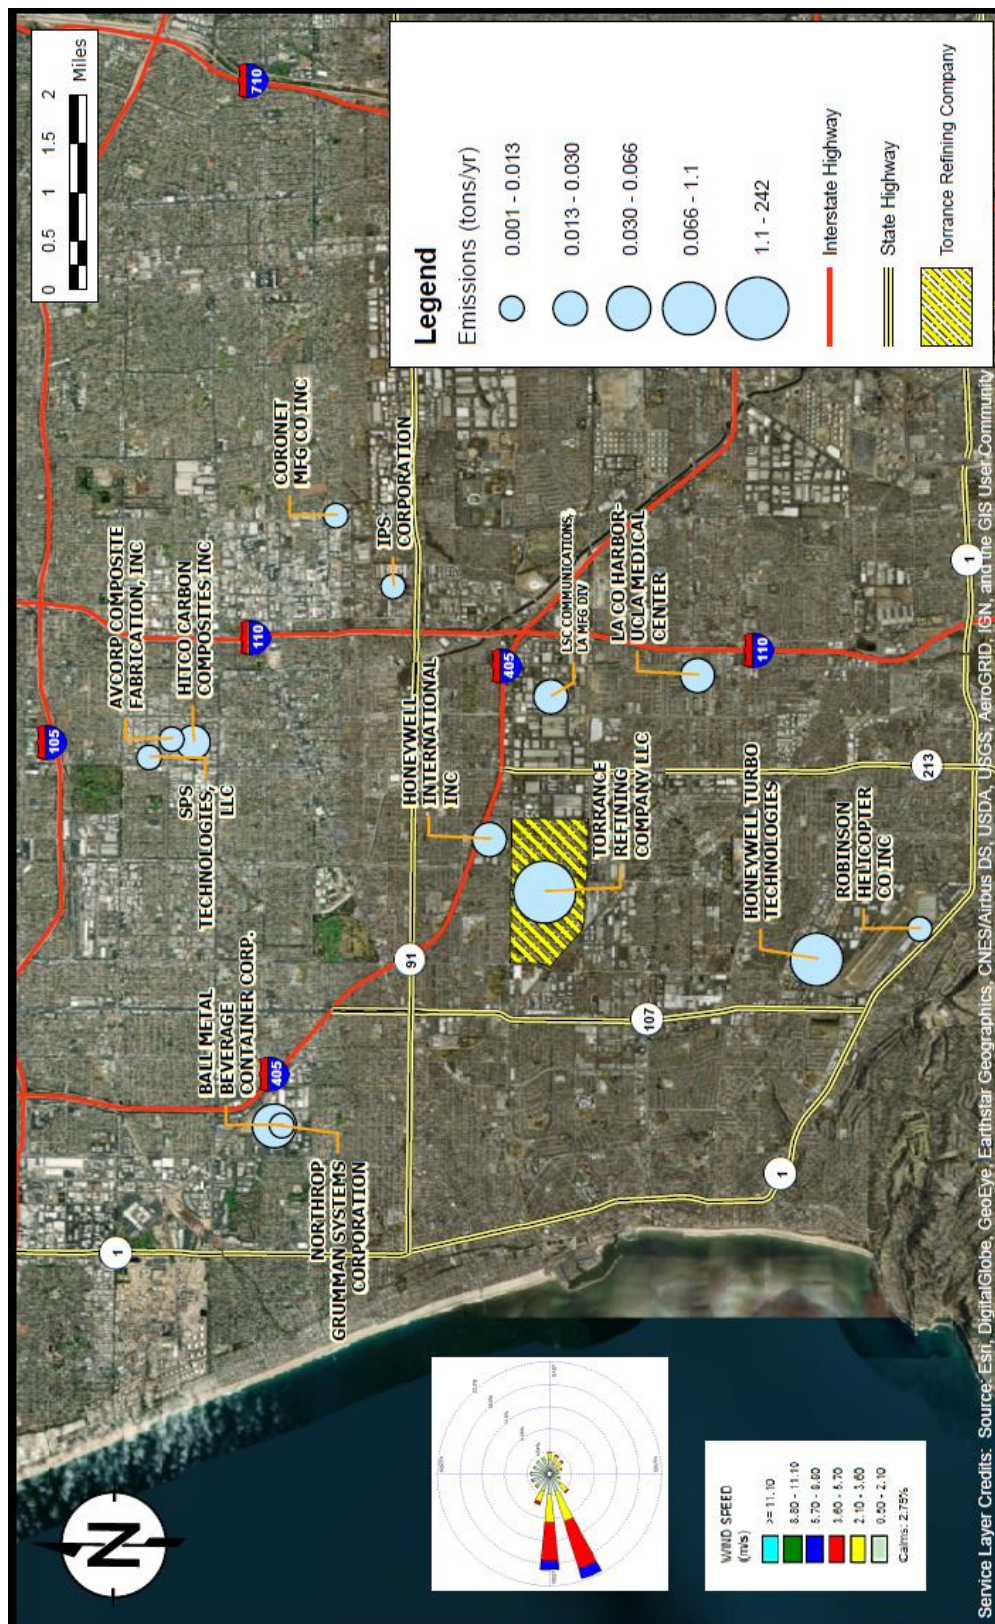 0 0.5 1 1.5 2
Miles
710
105
110
405
91
107
213
1
1
1
405
110
AVCORP COMPOSITE
FABRICATION, INC
HITCO CARBON
COMPOSITES INC
SPS
TECHNOLOGIES,
LLC
CORONET
MFG CO INC
IPS
CORPORATION
BALL METAL
BEVERAGE
CONTAINER CORP.
NORTHROP
GRUMMAN SYSTEMS
CORPORATION
HONEYWELL
INTERNATIONAL
INC
LSC COMMUNICATIONS,
LA MFG DIV
LA CO HARBOR-
UCLA MEDICAL
CENTER
TORRANCE
REFINING
COMPANY LLC
HONEYWELL TURBO
TECHNOLOGIES
ROBINSON
HELICOPTER
CO INC
Legend
Emissions (tons/yr)
0.001 - 0.013
0.013 - 0.030
0.030 - 0.066
0.066 - 1.1
1.1 - 242
Interstate Highway
State Highway
Torrance Refining Company
N
WIND SPEED
(m/s)
>= 11.10
8.80 - 11.10
5.70 - 8.80
3.60 - 5.70
2.10 - 3.60
0.50 - 2.10
Calms: 2.75%
Service Layer Credits: Source: Esri, DigitalGlobe, GeoEye, Earthstar Geographics, CNES/Airbus DS, USDA, USGS, AeroGRID, IGN, and the GIS User Community